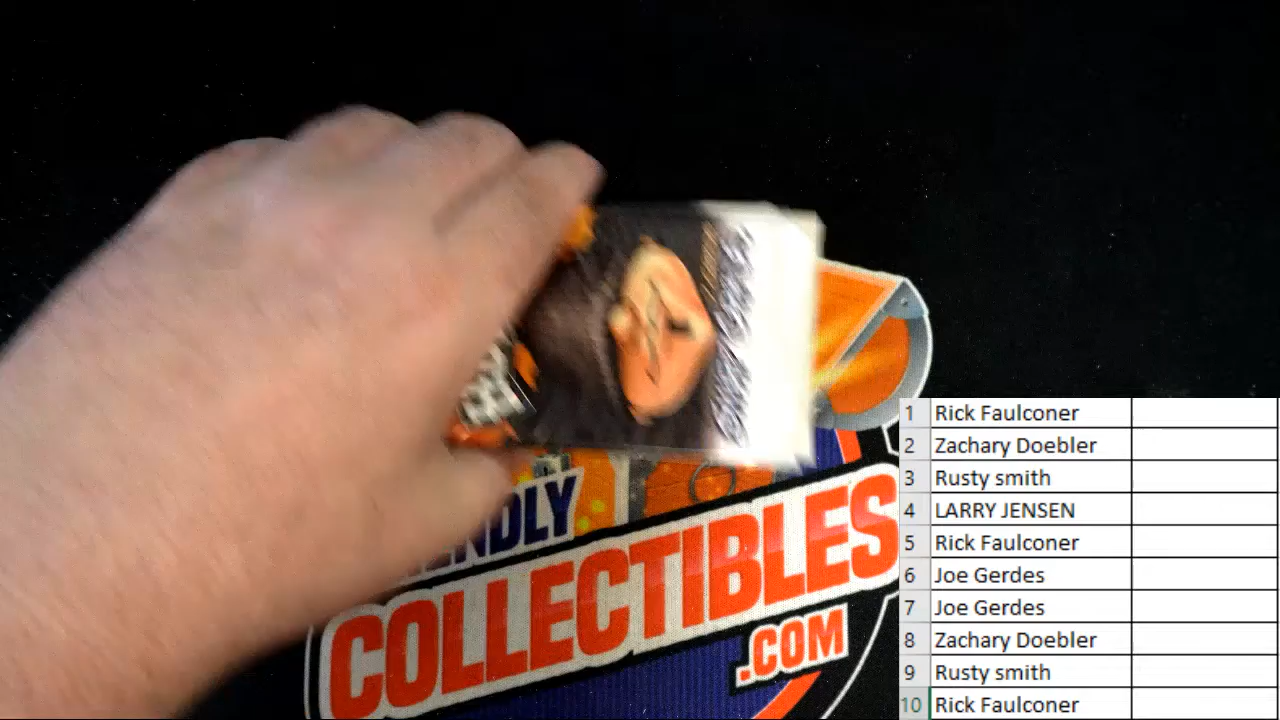 NDLY
COLLECTIBLES
.COM
1 Rick Faulconer
2 Zachary Doebler
3 Rusty smith
4 LARRY JENSEN
5 Rick Faulconer
6 Joe Gerdes
7 Joe Gerdes
8 Zachary Doebler
9 Rusty smith
10 Rick Faulconer